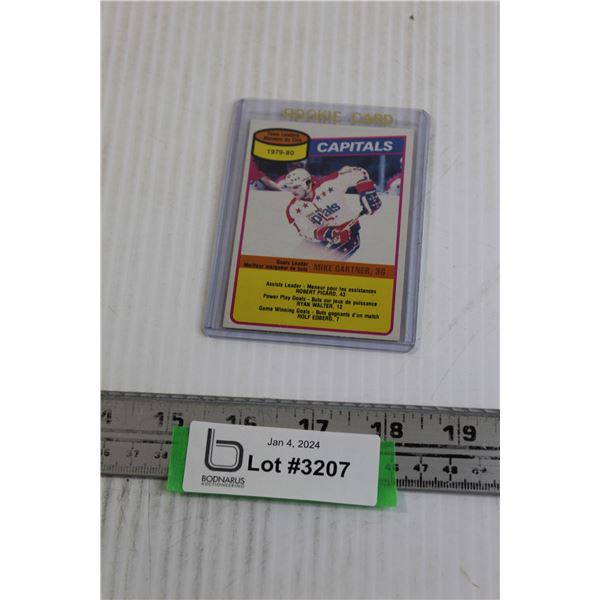 ROOKIE CARD
Team Leaders
Meneurs du Club
1979-80
CAPITALS
Goals Leader
Meilleur marqueur de buts
MIKE GARTNER, 36
Assists Leader - Meneur pour les assistances
ROBERT PICARD, 43
Power Play Goals - Buts sur jeux de puissance
RYAN WALTER, 12
Game Winning Goals - Buts gagnants d'un match
ROLF EDBERG, 7
15 16 17 18 19
b
Jan 4, 2024
Lot #3207
BODNARUS
AUCTIONEERING